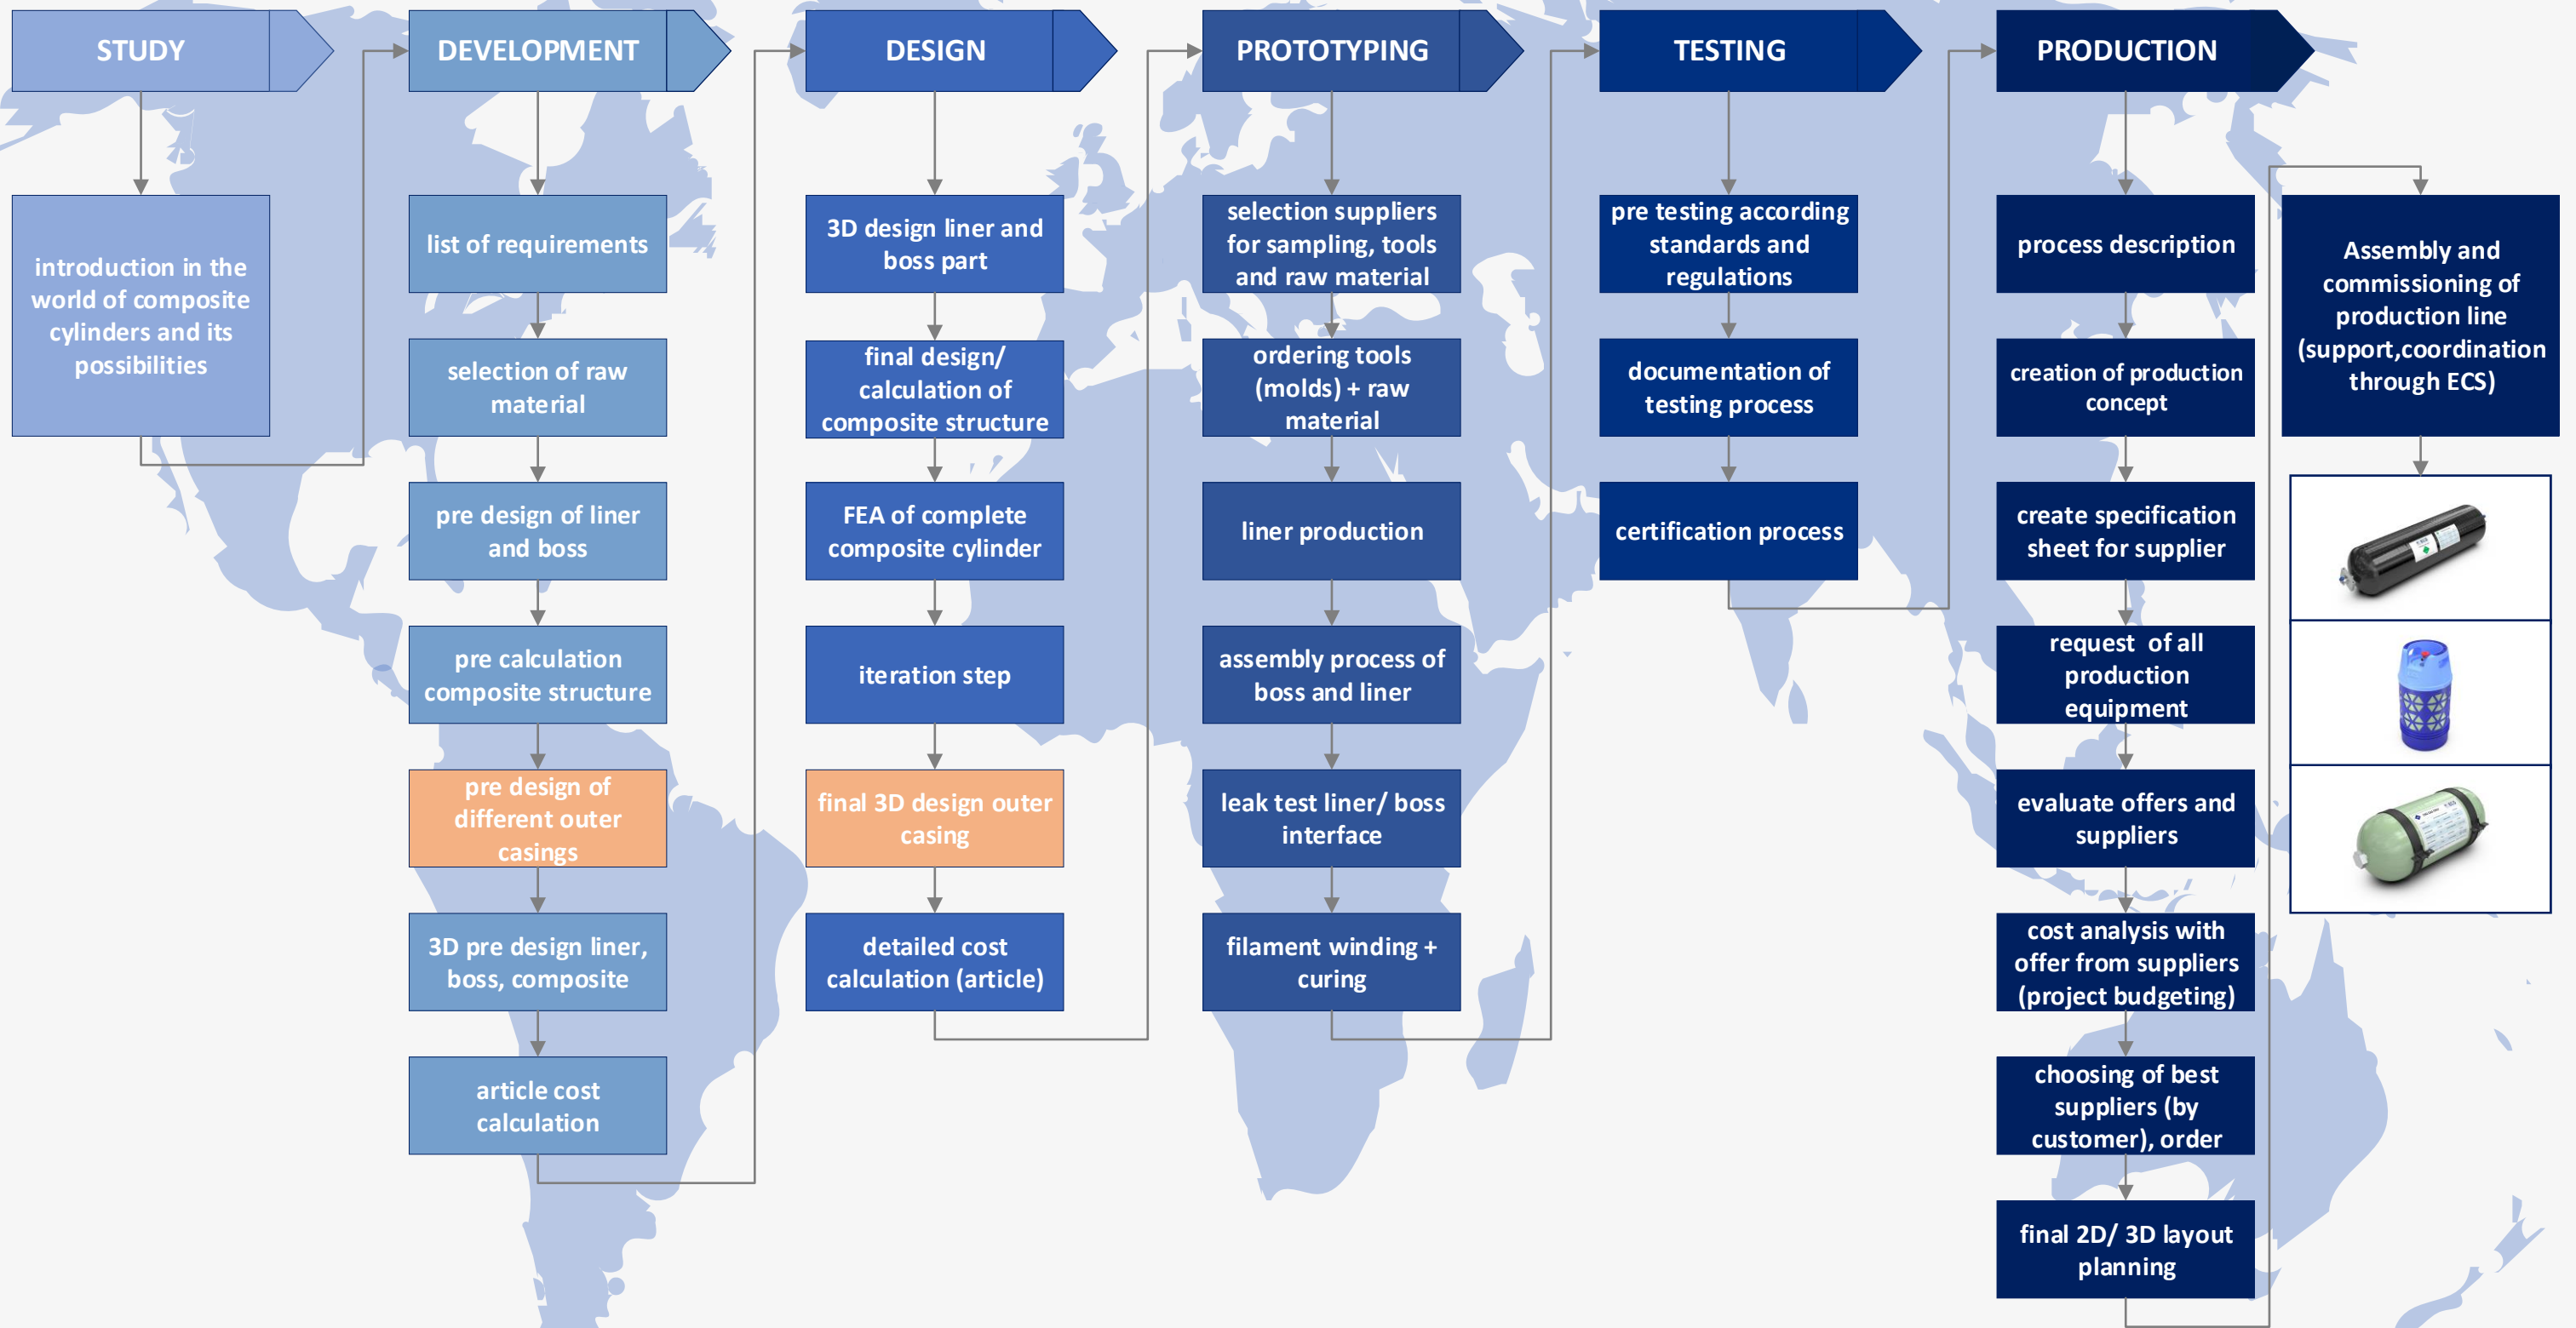 STUDY
introduction in the
world of composite
cylinders and its
possibilities
DEVELOPMENT
list of requirements
selection of raw
material
pre design of liner
and boss
pre calculation
composite structure
pre design of
different outer
casings
3D pre design liner,
boss, composite
article cost
calculation
DESIGN
3D design liner and
boss part
final design/
calculation of
composite structure
FEA of complete
composite cylinder
iteration step
final 3D design outer
casing
detailed cost
calculation (article)
PROTOTYPING
selection suppliers
for sampling, tools
and raw material
ordering tools
(molds) + raw
material
liner production
assembly process of
boss and liner
leak test liner/ boss
interface
filament winding +
curing
TESTING
pre testing according
standards and
regulations
documentation of
testing process
certification process
PRODUCTION
process description
creation of production
concept
create specification
sheet for supplier
request  of all
production
equipment
evaluate offers and
suppliers
cost analysis with
offer from suppliers
(project budgeting)
choosing of best
suppliers (by
customer), order
final 2D/ 3D layout
planning
Assembly and
commissioning of
production line
(support,coordination
through ECS)